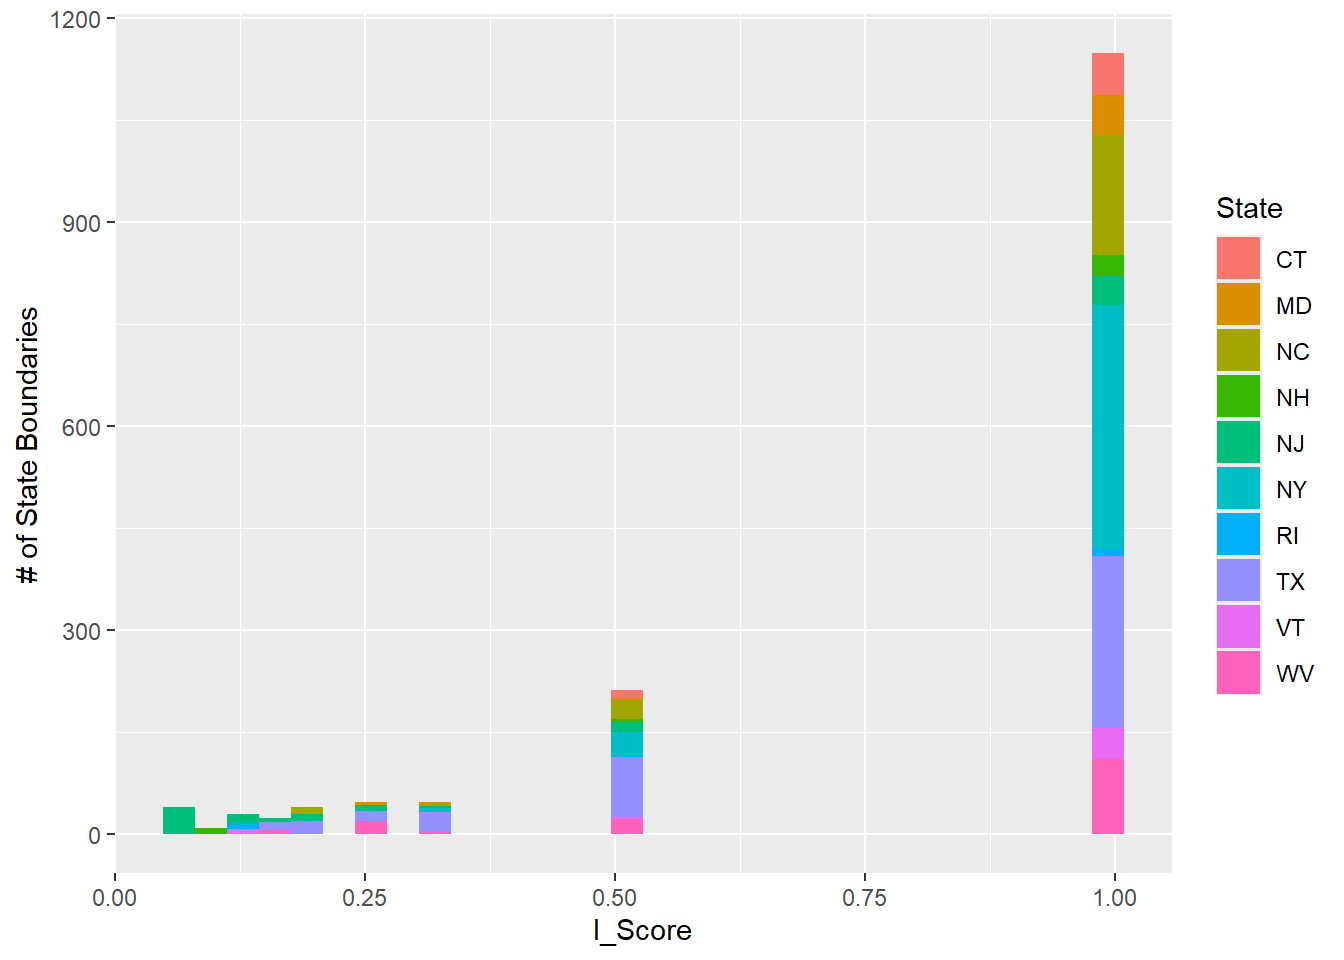 1200
900
600
300
0
# of State Boundaries
0.00 0.25 0.50 0.75 1.00
I_Score
State
CT
MD
NC
NH
NJ
NY
RI
TX
VT
WV